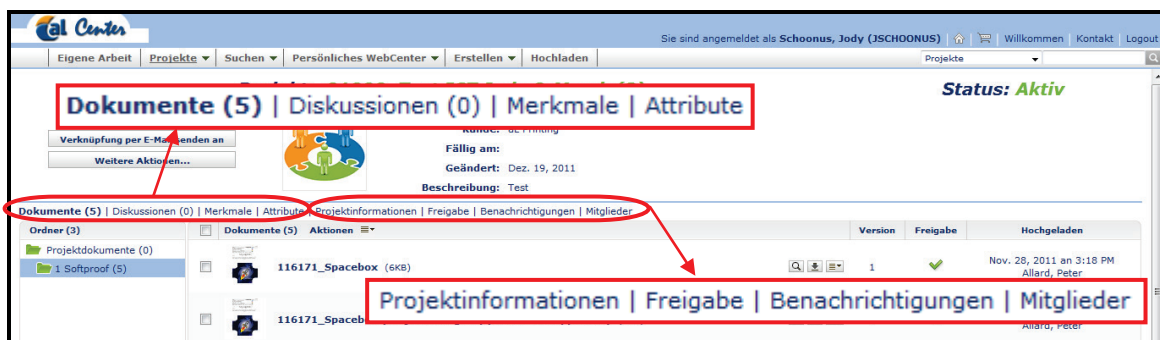 al Center
Sie sind angemeldet als Schoonus, Jody (JSCHOONUS) | Willkommen | Kontakt | Logout
Eigene Arbeit | Projekte | Suchen | Persönliches WebCenter | Erstellen | Hochladen
Projekte
Status: Aktiv
Dokumente (5) | Diskussionen (0) | Merkmale | Attribute
Verknüpfung per E-Mail senden an
Weitere Aktionen...
Kunde:
Printing
Fällig am:
Geändert: Dez. 19, 2011
Beschreibung: Test
Dokumente (5) | Diskussionen (0) | Merkmale | Attribute | Projektinformationen | Freigabe | Benachrichtigungen | Mitglieder
Ordner (3)
Dokumente (5) Aktionen
Version
Freigabe
Hochgeladen
Projektdokumente (0)
1 Softproof (5)
116171_Spacebox (6KB)
1
Nov. 28, 2011 an 3:18 PM
Allard, Peter
Projektinformationen | Freigabe | Benachrichtigungen | Mitglieder
Allard, Peter